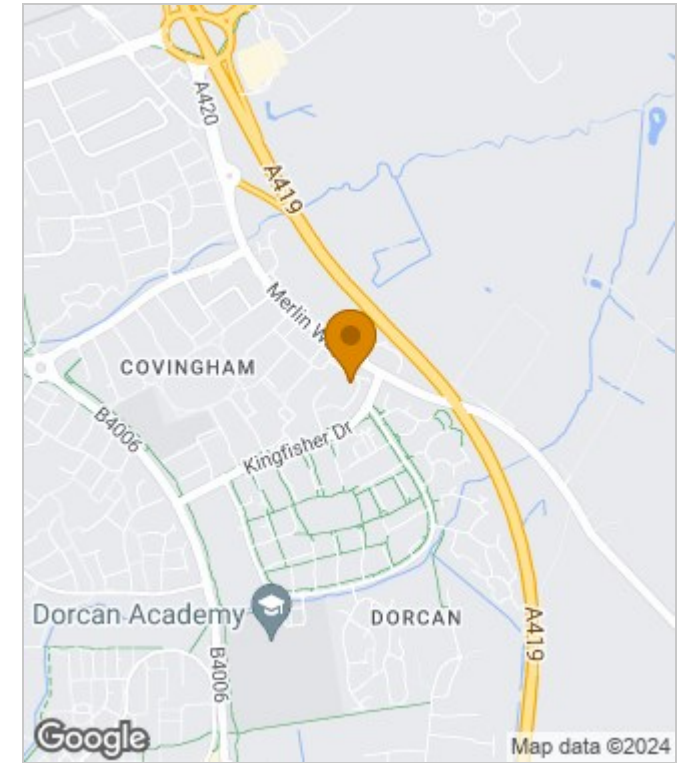 A420
A419
Merlin W
COVINGHAM
B4006
Kingfisher Dr
Dorcan Academy
DORCAN
A419
B4006
Google
Map data ©2024